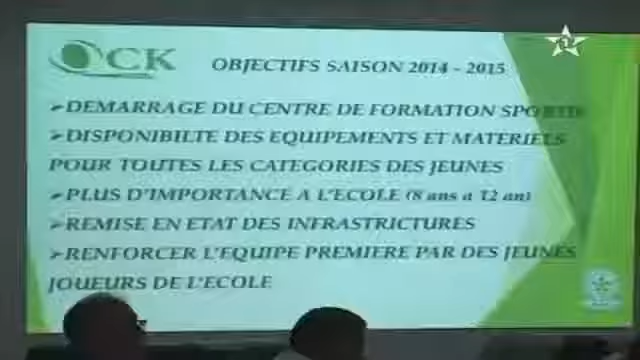 OCK
OBJECTIFS SAISON 2014 - 2015
➢DEMARRAGE DU CENTRE DE FORMATION SPORTIF
➢DISPONIBILTE DES EQUIPEMENTS ET MATERIELS
POUR TOUTES LES CATEGORIES DES JEUNES
➢PLUS D'IMPORTANCE A L'ECOLE (8 ans a 12 an)
➢REMISE EN ETAT DES INFRASTRICTURES
➢RENFORCER L'EQUIPE PREMIERE PAR DES JEUNES
JOUEURS DE L'ECOLE